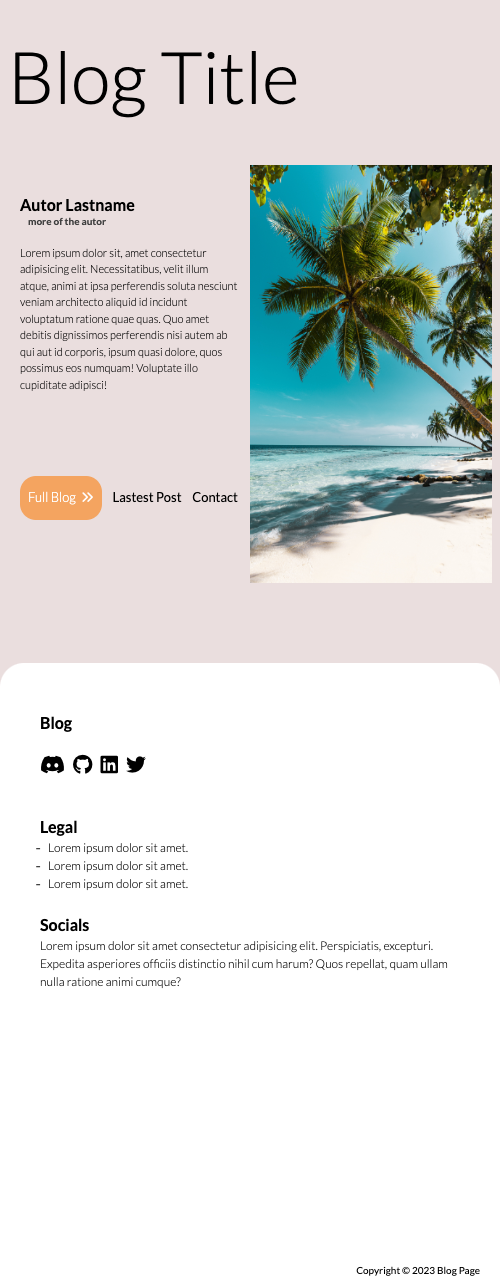 Blog Title
Autor Lastname
more of the autor
Lorem ipsum dolor sit, amet consectetur
adipisicing elit. Necessitatibus, velit illum
atque, animi at ipsa perferendis soluta nesciunt
veniam architecto aliquid id incidunt
voluptatum ratione quae quas. Quo amet
debitis dignissimos perferendis nisi autem ab
qui aut id corporis, ipsum quasi dolore, quos
possimus eos numquam! Voluptate illo
cupiditate adipisci!
Full Blog Lastest Post Contact
Blog
Legal
- Lorem ipsum dolor sit amet.
- Lorem ipsum dolor sit amet.
- Lorem ipsum dolor sit amet.
Socials
Lorem ipsum dolor sit amet consectetur adipisicing elit. Perspiciatis, excepturi.
Expedita asperiores officiis distinctio nihil cum harum? Quos repellat, quam ullam
nulla ratione animi cumque?
Copyright © 2023 Blog Page